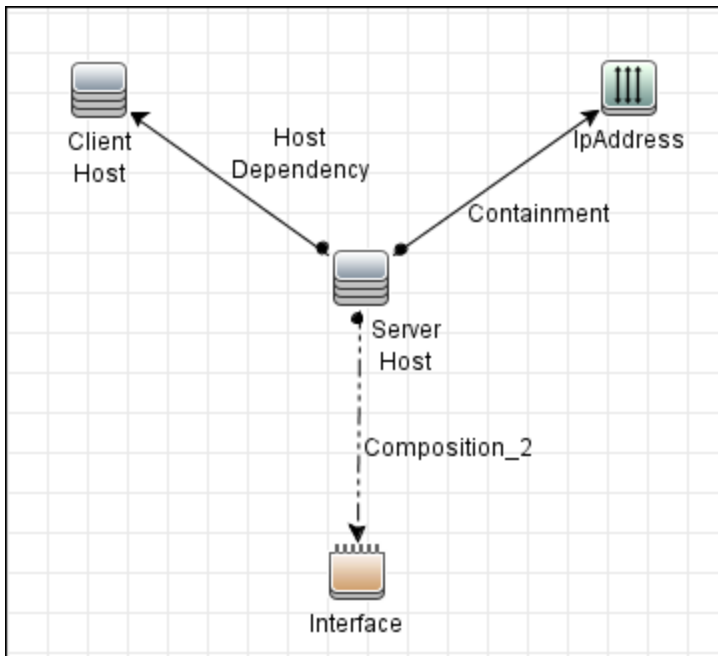 Client
Host
Host
Dependency
IpAddress
Containment
Server
Host
Composition_2
Interface